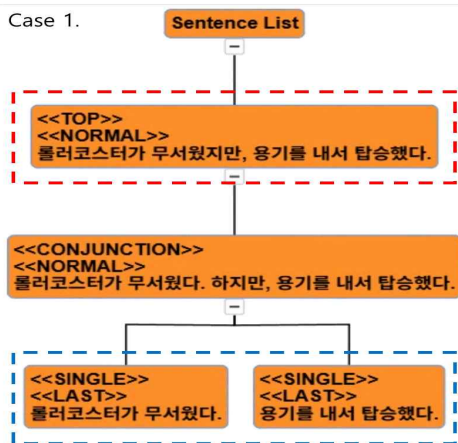 Case 1.
Sentence List
<<TOP>>
<<NORMAL>>
롤러코스터가 무서웠지만, 용기를 내서 탑승했다.
<<CONJUNCTION>>
<<NORMAL>>
롤러코스터가 무서웠다. 하지만, 용기를 내서 탑승했다.
<<SINGLE>>
<<LAST>>
롤러코스터가 무서웠다.
<<SINGLE>>
<<LAST>>
용기를 내서 탑승했다.